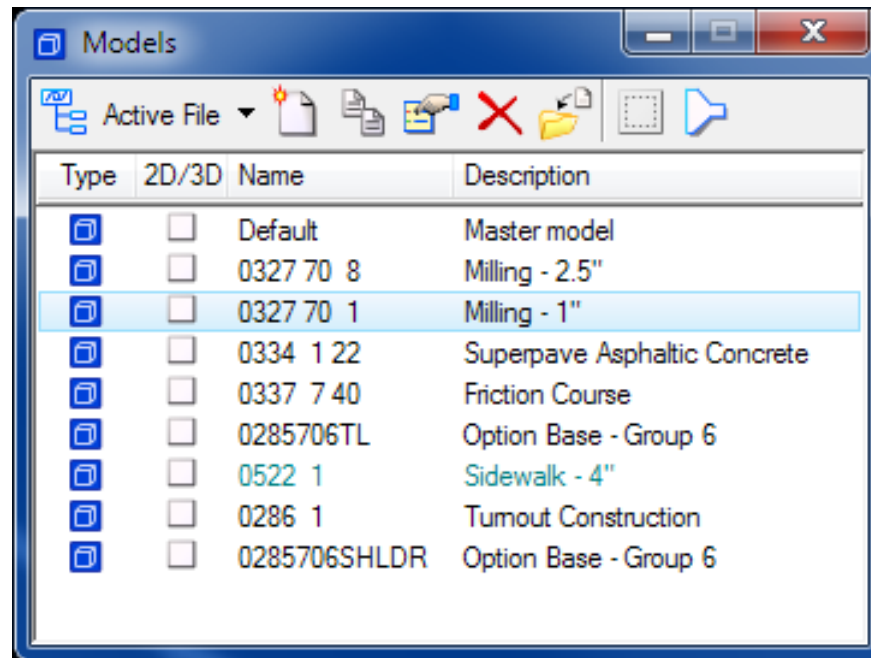 Models
Active File
Type 2D/3D Name Description
Default Master model
0327 70  8 Milling - 2.5"
0327 70  1 Milling - 1"
0334  1 22 Superpave Asphaltic Concrete
0337  7 40 Friction Course
0285706TL Option Base - Group 6
0522  1 Sidewalk - 4"
0286  1 Turnout Construction
0285706SHLDR Option Base - Group 6